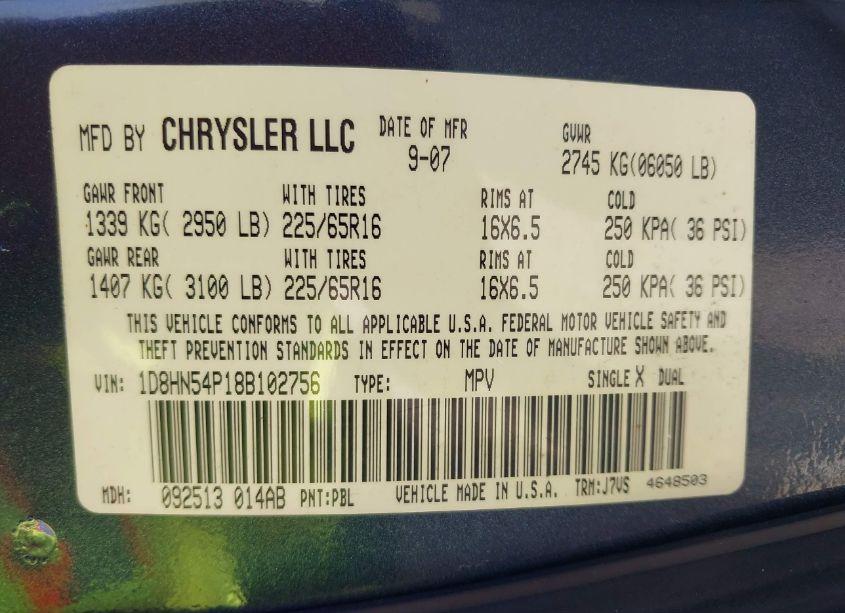 MFD BY CHRYSLER LLC DATE OF MFR 9-07 GVWR 2745 KG(06050 LB)
GAWR FRONT WITH TIRES RIMS AT COLD
1339 KG( 2950 LB) 225/65R16 16X6.5 250 KPA( 36 PSI)
GAWR REAR WITH TIRES RIMS AT COLD
1407 KG( 3100 LB) 225/65R16 16X6.5 250 KPA( 36 PSI)
THIS VEHICLE CONFORMS TO ALL APPLICABLE U.S.A. FEDERAL MOTOR VEHICLE SAFETY AND
THEFT PREVENTION STANDARDS IN EFFECT ON THE DATE OF MANUFACTURE SHOWN ABOVE.
VIN: 1D8HN54P18B102756 TYPE: MPV SINGLE X DUAL
MDH: 092513 014AB PNT:PBL VEHICLE MADE IN U.S.A. TRM:J7VS 4648503